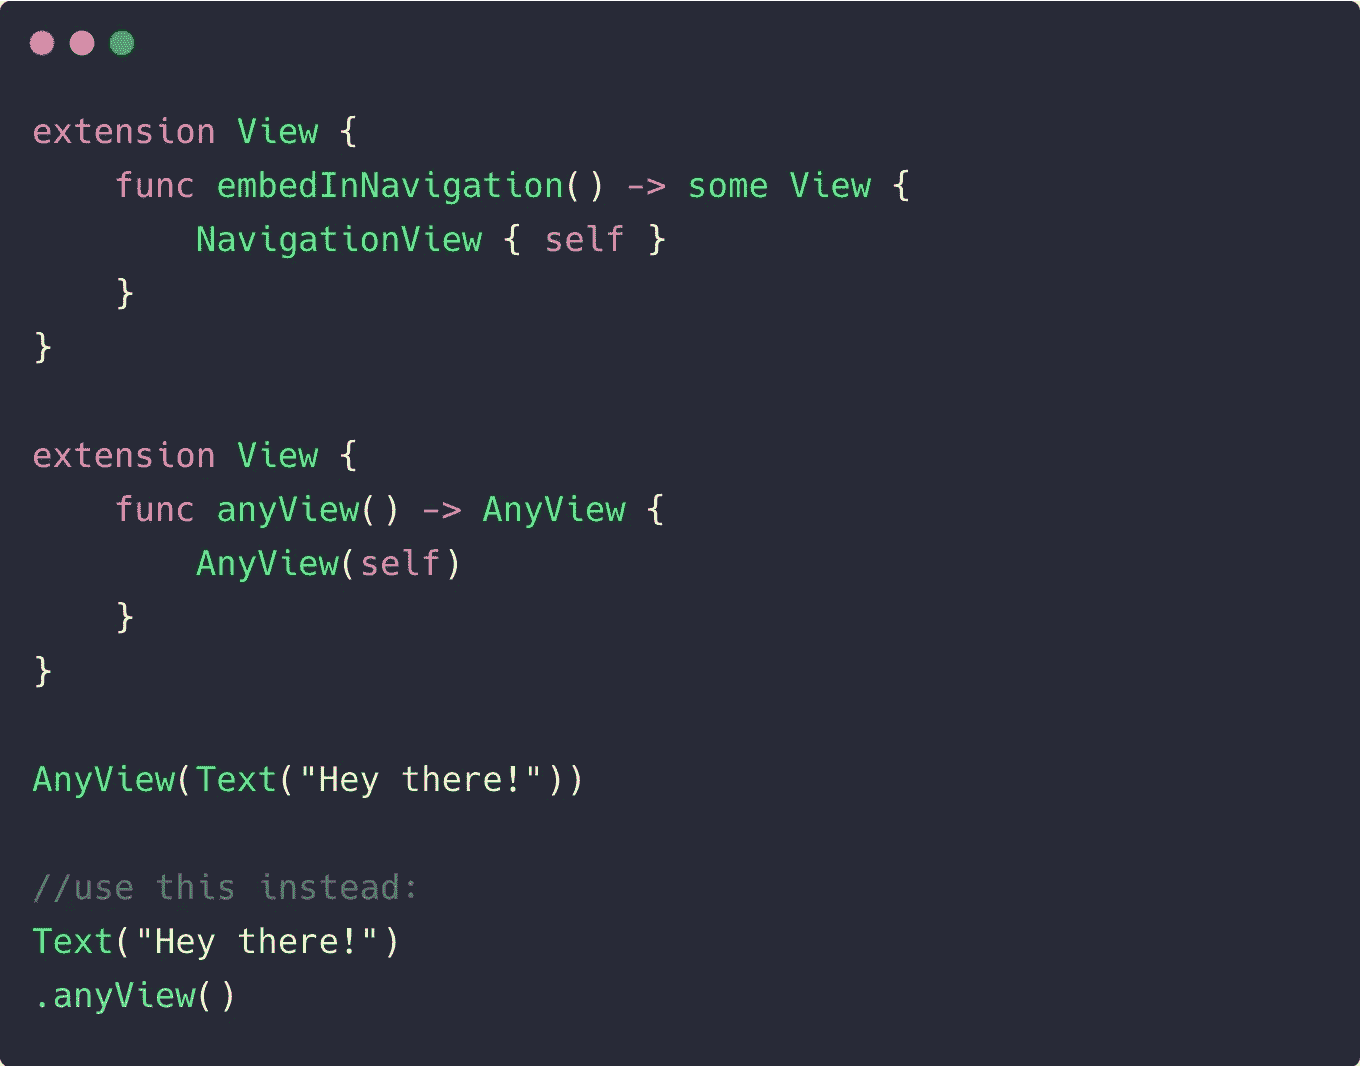 extension View {
    func embedInNavigation() -> some View {
        NavigationView { self }
    }
}
extension View {
    func anyView() -> AnyView {
        AnyView(self)
    }
}
AnyView(Text("Hey there!"))
//use this instead:
Text("Hey there!")
.anyView()